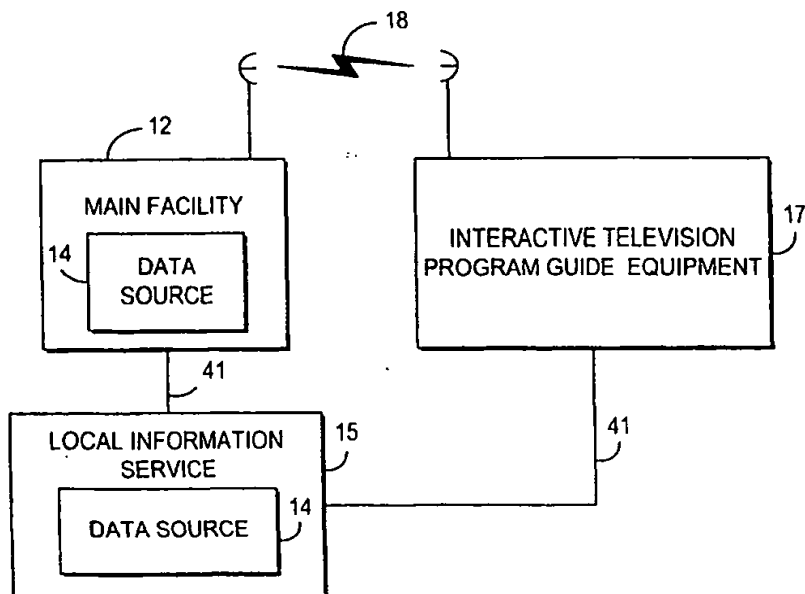 18
12
MAIN FACILITY
14
DATA
SOURCE
INTERACTIVE TELEVISION
PROGRAM GUIDE EQUIPMENT
17
41
LOCAL INFORMATION
SERVICE
15
41
DATA SOURCE
14